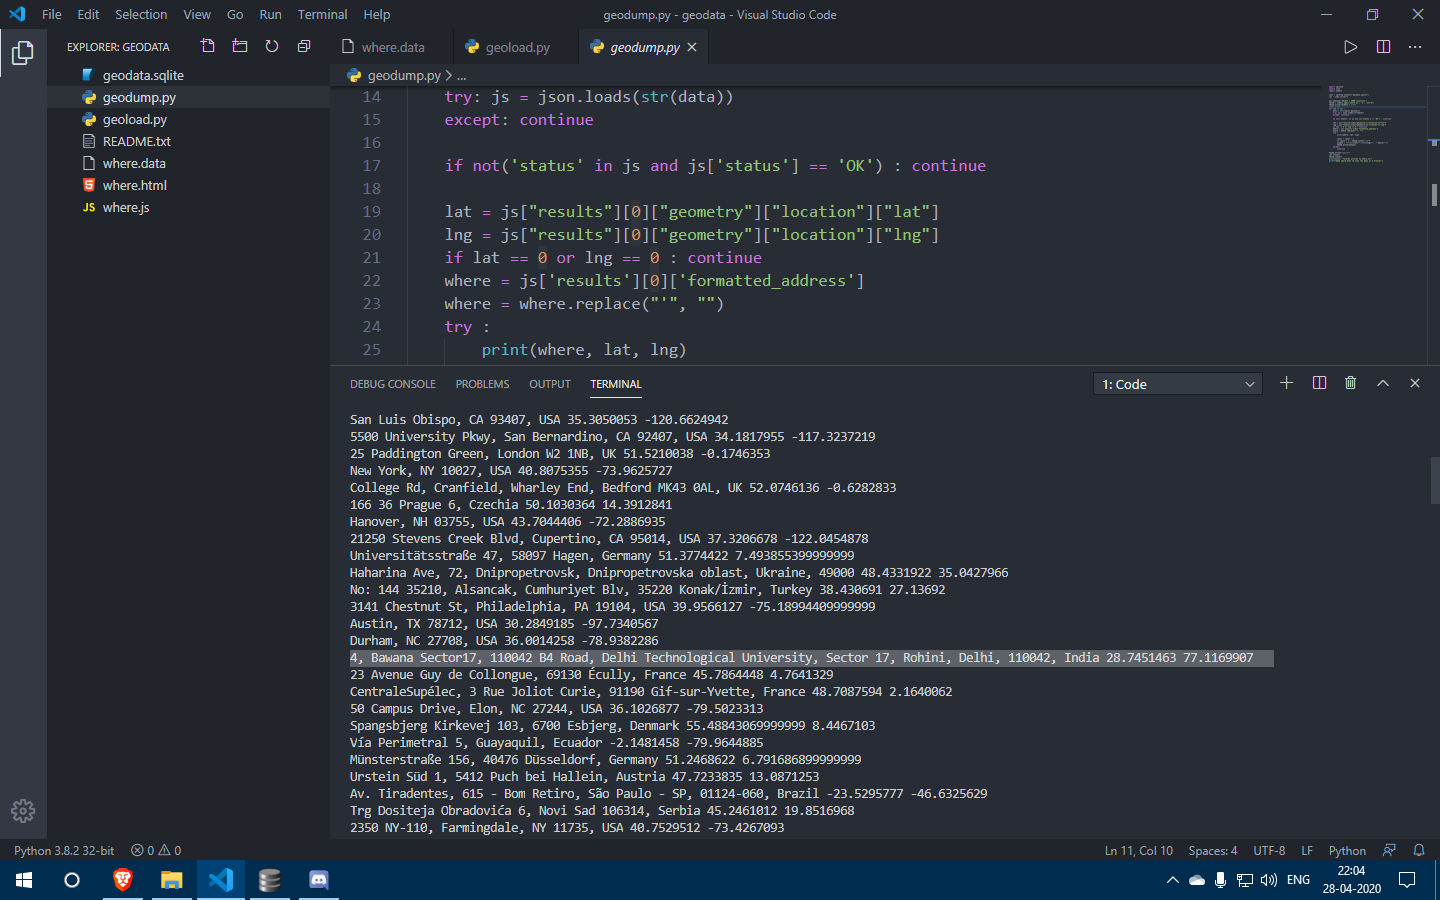 File Edit Selection View Go Run Terminal Help geodump.py - geodata - Visual Studio Code
EXPLORER: GEODATA
geodata.sqlite
geodump.py
geoload.py
README.txt
where.data
where.html
JS where.js
where.data geoload.py geodump.py
geodump.py > ...
14 try: js = json.loads(str(data))
15 except: continue
16
17 if not('status' in js and js['status'] == 'OK') : continue
18
19 lat = js["results"][0]["geometry"]["location"]["lat"]
20 lng = js["results"][0]["geometry"]["location"]["lng"]
21 if lat == 0 or lng == 0 : continue
22 where = js['results'][0]['formatted_address']
23 where = where.replace("'", "")
24 try :
25 print(where, lat, lng)
DEBUG CONSOLE PROBLEMS OUTPUT TERMINAL 1: Code
San Luis Obispo, CA 93407, USA 35.3050053 -120.6624942
5500 University Pkwy, San Bernardino, CA 92407, USA 34.1817955 -117.3237219
25 Paddington Green, London W2 1NB, UK 51.5210038 -0.1746353
New York, NY 10027, USA 40.8075355 -73.9625727
College Rd, Cranfield, Wharley End, Bedford MK43 0AL, UK 52.0746136 -0.6282833
166 36 Prague 6, Czechia 50.1030364 14.3912841
Hanover, NH 03755, USA 43.7044406 -72.2886935
21250 Stevens Creek Blvd, Cupertino, CA 95014, USA 37.3206678 -122.0454878
Universitätsstraße 47, 58097 Hagen, Germany 51.3774422 7.493855399999999
Haharina Ave, 72, Dnipropetrovsk, Dnipropetrovska oblast, Ukraine, 49000 48.4331922 35.0427966
No: 144 35210, Alsancak, Cumhuriyet Blv, 35220 Konak/İzmir, Turkey 38.430691 27.13692
3141 Chestnut St, Philadelphia, PA 19104, USA 39.9566127 -75.18994409999999
Austin, TX 78712, USA 30.2849185 -97.7340567
Durham, NC 27708, USA 36.0014258 -78.9382286
4, Bawana Sector17, 110042 B4 Road, Delhi Technological University, Sector 17, Rohini, Delhi, 110042, India 28.7451463 77.1169907
23 Avenue Guy de Collongue, 69130 Écully, France 45.7864448 4.7641329
CentraleSupélec, 3 Rue Joliot Curie, 91190 Gif-sur-Yvette, France 48.7087594 2.1640062
50 Campus Drive, Elon, NC 27244, USA 36.1026877 -79.5023313
Spangsbjerg Kirkevej 103, 6700 Esbjerg, Denmark 55.48843069999999 8.4467103
Vía Perimetral 5, Guayaquil, Ecuador -2.1481458 -79.9644885
Münsterstraße 156, 40476 Düsseldorf, Germany 51.2468622 6.791686899999999
Urstein Süd 1, 5412 Puch bei Hallein, Austria 47.7233835 13.0871253
Av. Tiradentes, 615 - Bom Retiro, São Paulo - SP, 01124-060, Brazil -23.5295777 -46.6325629
Trg Dositeja Obradovića 6, Novi Sad 106314, Serbia 45.2461012 19.8516968
2350 NY-110, Farmingdale, NY 11735, USA 40.7529512 -73.4267093
Python 3.8.2 32-bit 0 0 Ln 11, Col 10 Spaces: 4 UTF-8 LF Python
ENG 22:04
28-04-2020